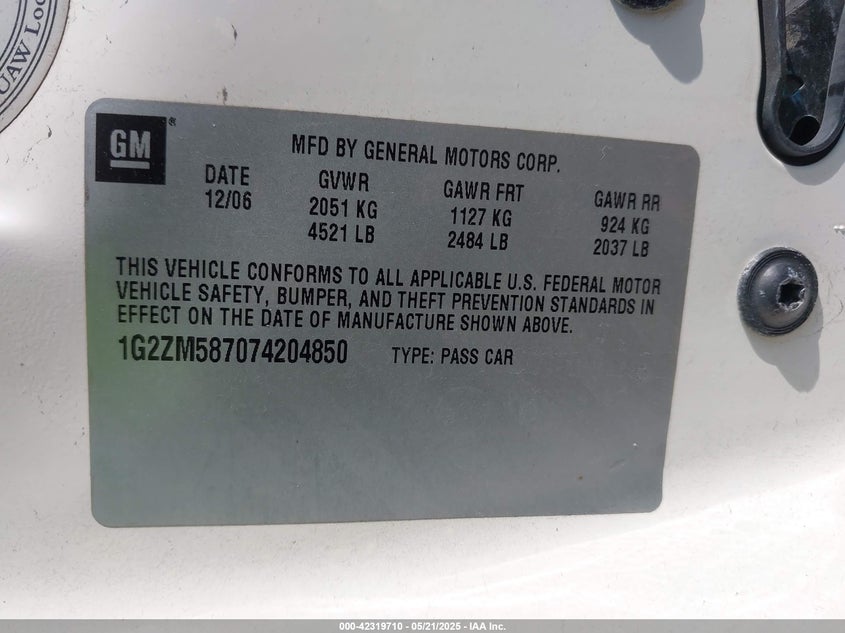 UAW Loc
GM ®
MFD BY GENERAL MOTORS CORP.
DATE GVWR GAWR FRT GAWR RR
12/06 2051 KG 1127 KG 924 KG
4521 LB 2484 LB 2037 LB
THIS VEHICLE CONFORMS TO ALL APPLICABLE U.S. FEDERAL MOTOR
VEHICLE SAFETY, BUMPER, AND THEFT PREVENTION STANDARDS IN
EFFECT ON THE DATE OF MANUFACTURE SHOWN ABOVE.
1G2ZM587074204850 TYPE: PASS CAR
000-42319710 - 05/21/2025 - IAA Inc.